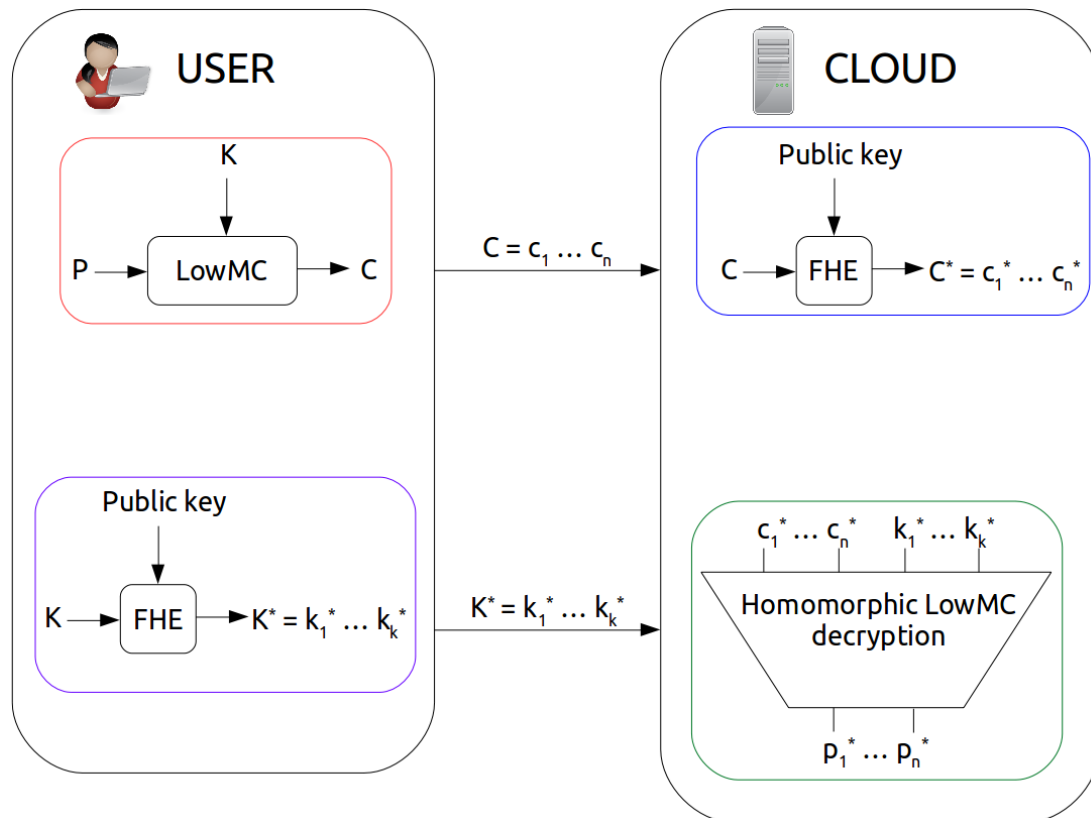 USER
K
P
LowMC
C
Public key
K
FHE
K* = k₁* … kₖ*
C = c₁ … cₙ
K* = k₁* … kₖ*
CLOUD
Public key
C
FHE
C* = c₁* … cₙ*
c₁* … cₙ*
k₁* … kₖ*
Homomorphic LowMC
decryption
p₁* … pₙ*